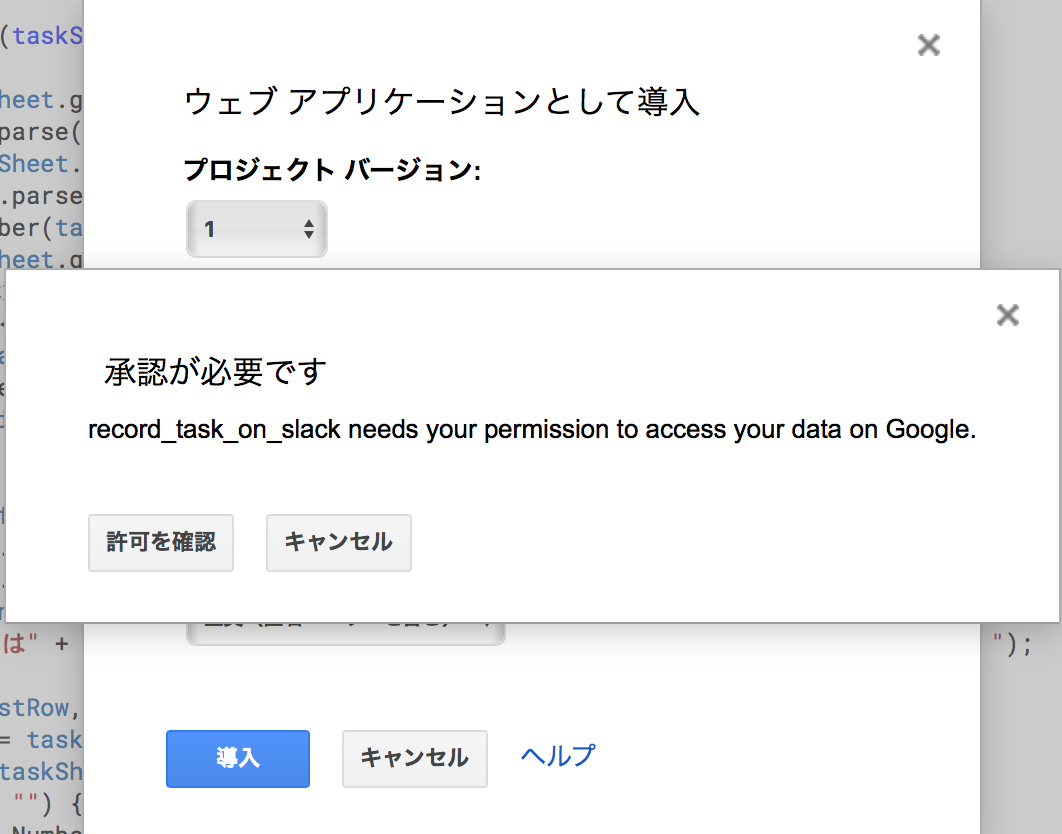 (taskS
heet.g
parse(
Sheet.
.parse
ber(ta
heet.g
ウェブ アプリケーションとして導入
プロジェクト バージョン:
1
承認が必要です
record_task_on_slack needs your permission to access your data on Google.
許可を確認
キャンセル
は" +
");
stRow,
= task
taskSh
"") {
導入
キャンセル
ヘルプ